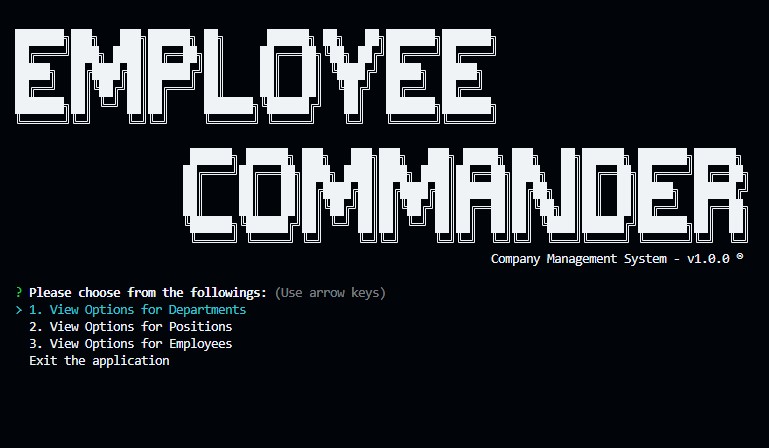 EMPLOYEE
COMMANDER
Company Management System - v1.0.0 ®
? Please choose from the followings: (Use arrow keys)
> 1. View Options for Departments
2. View Options for Positions
3. View Options for Employees
Exit the application